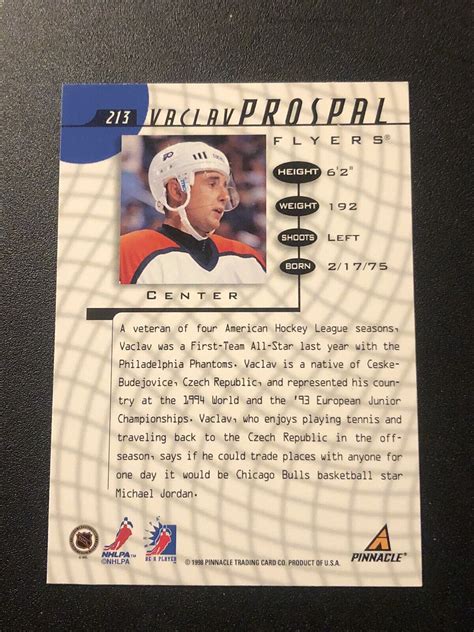 213 VACLAV PROSPAL
FLYERS®
HEIGHT 6'2"
WEIGHT 192
SHOOTS LEFT
BORN 2/17/75
CENTER
A veteran of four American Hockey League seasons,
Vaclav was a First-Team All-Star last year with the
Philadelphia Phantoms. Vaclav is a native of Ceske-
Budejovice, Czech Republic, and represented his coun-
try at the 1994 World and the '93 European Junior
Championships. Vaclav, who enjoys playing tennis and
traveling back to the Czech Republic in the off-
season, says if he could trade places with anyone for
one day it would be Chicago Bulls basketball star
Michael Jordan.
NHLPA™
©NHLPA
BE A PLAYER
©1998 PINNACLE TRADING CARD CO. PRODUCT OF U.S.A.
PINNACLE®